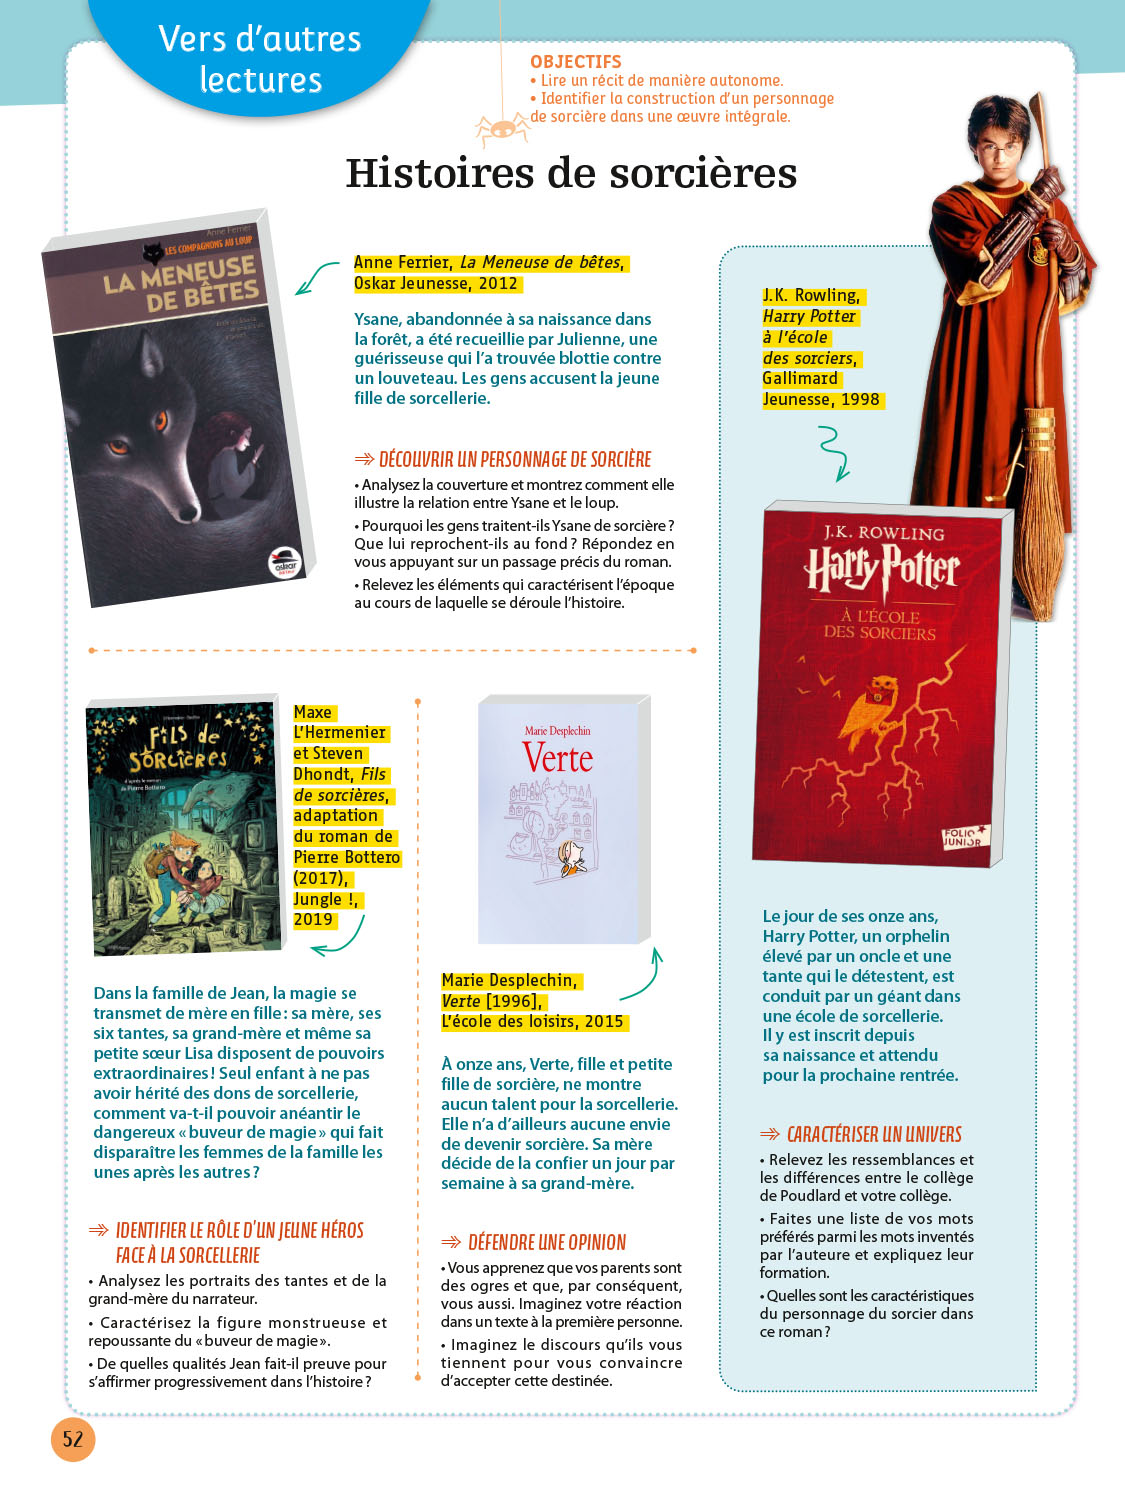 Vers d’autres
lectures
OBJECTIFS
• Lire un récit de manière autonome.
• Identifier la construction d’un personnage
de sorcière dans une œuvre intégrale.
Histoires de sorcières
Anne Ferrier
LES COMPAGNONS AU LOUP
LA MENEUSE
DE BÊTES
oskar
Anne Ferrier, La Meneuse de bêtes,
Oskar Jeunesse, 2012
Ysane, abandonnée à sa naissance dans
la forêt, a été recueillie par Julienne, une
guérisseuse qui l’a trouvée blottie contre
un louveteau. Les gens accusent la jeune
fille de sorcellerie.
DÉCOUVRIR UN PERSONNAGE DE SORCIÈRE
• Analysez la couverture et montrez comment elle
illustre la relation entre Ysane et le loup.
• Pourquoi les gens traitent-ils Ysane de sorcière ?
Que lui reprochent-ils au fond ? Répondez en
vous appuyant sur un passage précis du roman.
• Relevez les éléments qui caractérisent l’époque
au cours de laquelle se déroule l’histoire.
Fils de
Sorcières
d'après le roman
de Pierre Bottero
Maxe
L’Hermenier
et Steven
Dhondt, Fils
de sorcières,
adaptation
du roman de
Pierre Bottero
(2017),
Jungle !,
2019
Dans la famille de Jean, la magie se
transmet de mère en fille : sa mère, ses
six tantes, sa grand-mère et même sa
petite sœur Lisa disposent de pouvoirs
extraordinaires ! Seul enfant à ne pas
avoir hérité des dons de sorcellerie,
comment va-t-il pouvoir anéantir le
dangereux « buveur de magie » qui fait
disparaître les femmes de la famille les
unes après les autres ?
IDENTIFIER LE RÔLE D’UN JEUNE HÉROS
FACE À LA SORCELLERIE
• Analysez les portraits des tantes et de la
grand-mère du narrateur.
• Caractérisez la figure monstrueuse et
repoussante du « buveur de magie ».
• De quelles qualités Jean fait-il preuve pour
s’affirmer progressivement dans l’histoire ?
Marie Desplechin
Verte
Marie Desplechin,
Verte [1996],
L’école des loisirs, 2015
À onze ans, Verte, fille et petite
fille de sorcière, ne montre
aucun talent pour la sorcellerie.
Elle n’a d’ailleurs aucune envie
de devenir sorcière. Sa mère
décide de la confier un jour par
semaine à sa grand-mère.
DÉFENDRE UNE OPINION
• Vous apprenez que vos parents sont
des ogres et que, par conséquent,
vous aussi. Imaginez votre réaction
dans un texte à la première personne.
• Imaginez le discours qu’ils vous
tiennent pour vous convaincre
d’accepter cette destinée.
J.K. Rowling,
Harry Potter
à l’école
des sorciers,
Gallimard
Jeunesse, 1998
J.K. ROWLING
Harry Potter
À L'ÉCOLE
DES SORCIERS
FOLIO
JUNIOR
Le jour de ses onze ans,
Harry Potter, un orphelin
élevé par un oncle et une
tante qui le détestent, est
conduit par un géant dans
une école de sorcellerie.
Il y est inscrit depuis
sa naissance et attendu
pour la prochaine rentrée.
CARACTÉRISER UN UNIVERS
• Relevez les ressemblances et
les différences entre le collège
de Poudlard et votre collège.
• Faites une liste de vos mots
préférés parmi les mots inventés
par l’auteure et expliquez leur
formation.
• Quelles sont les caractéristiques
du personnage du sorcier dans
ce roman ?
52